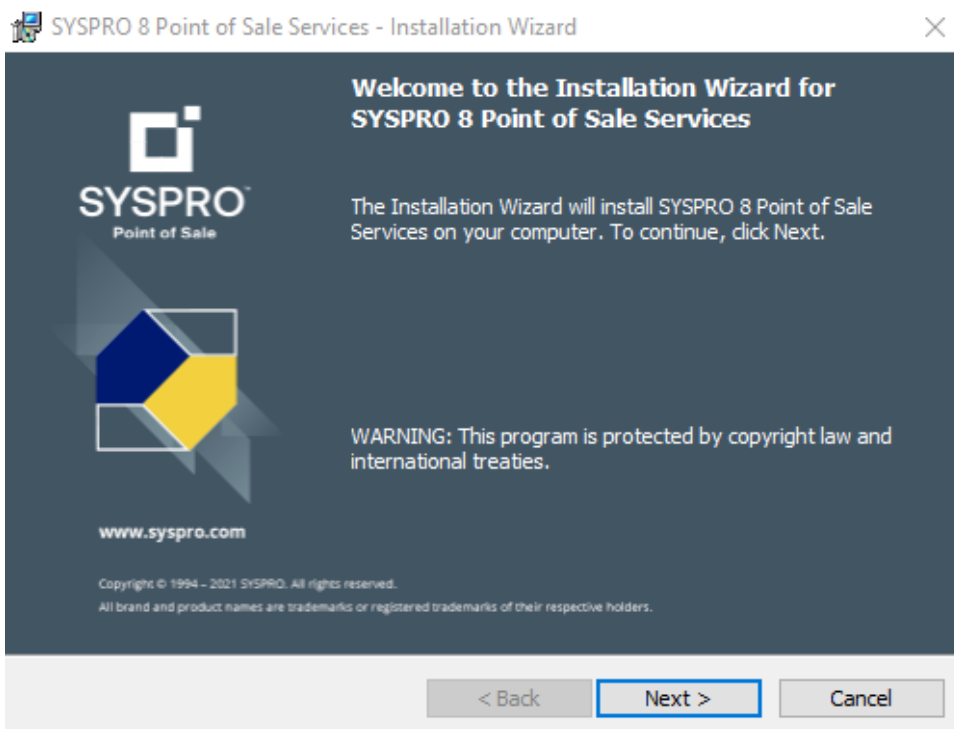 SYSPRO 8 Point of Sale Services - Installation Wizard
Welcome to the Installation Wizard for
SYSPRO 8 Point of Sale Services
SYSPRO™
Point of Sale
The Installation Wizard will install SYSPRO 8 Point of Sale
Services on your computer. To continue, click Next.
WARNING: This program is protected by copyright law and
international treaties.
www.syspro.com
Copyright © 1994 – 2021 SYSPRO. All rights reserved.
All brand and product names are trademarks or registered trademarks of their respective holders.
< Back
Next >
Cancel